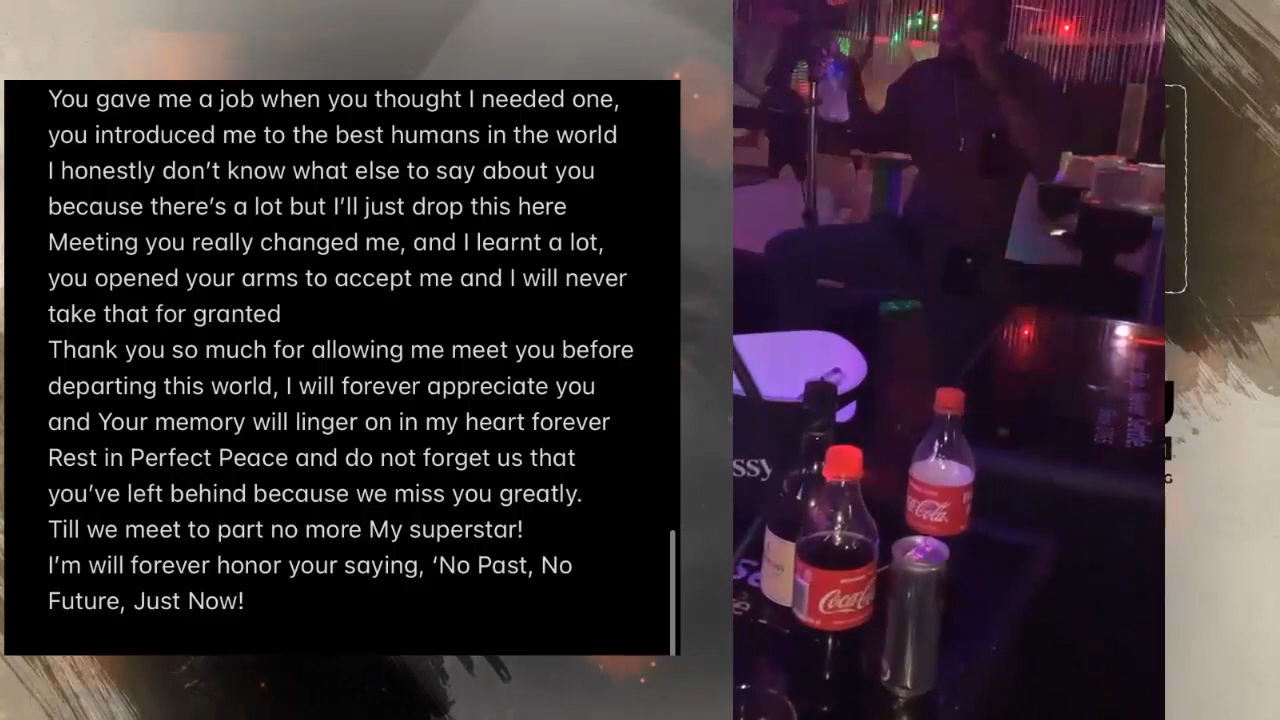 You gave me a job when you thought I needed one,
you introduced me to the best humans in the world
I honestly don’t know what else to say about you
because there’s a lot but I’ll just drop this here
Meeting you really changed me, and I learnt a lot,
you opened your arms to accept me and I will never
take that for granted
Thank you so much for allowing me meet you before
departing this world, I will forever appreciate you
and Your memory will linger on in my heart forever
Rest in Perfect Peace and do not forget us that
you’ve left behind because we miss you greatly.
Till we meet to part no more My superstar!
I’m will forever honor your saying, ‘No Past, No
Future, Just Now!
ssy
Coca-Cola
Coca-Cola